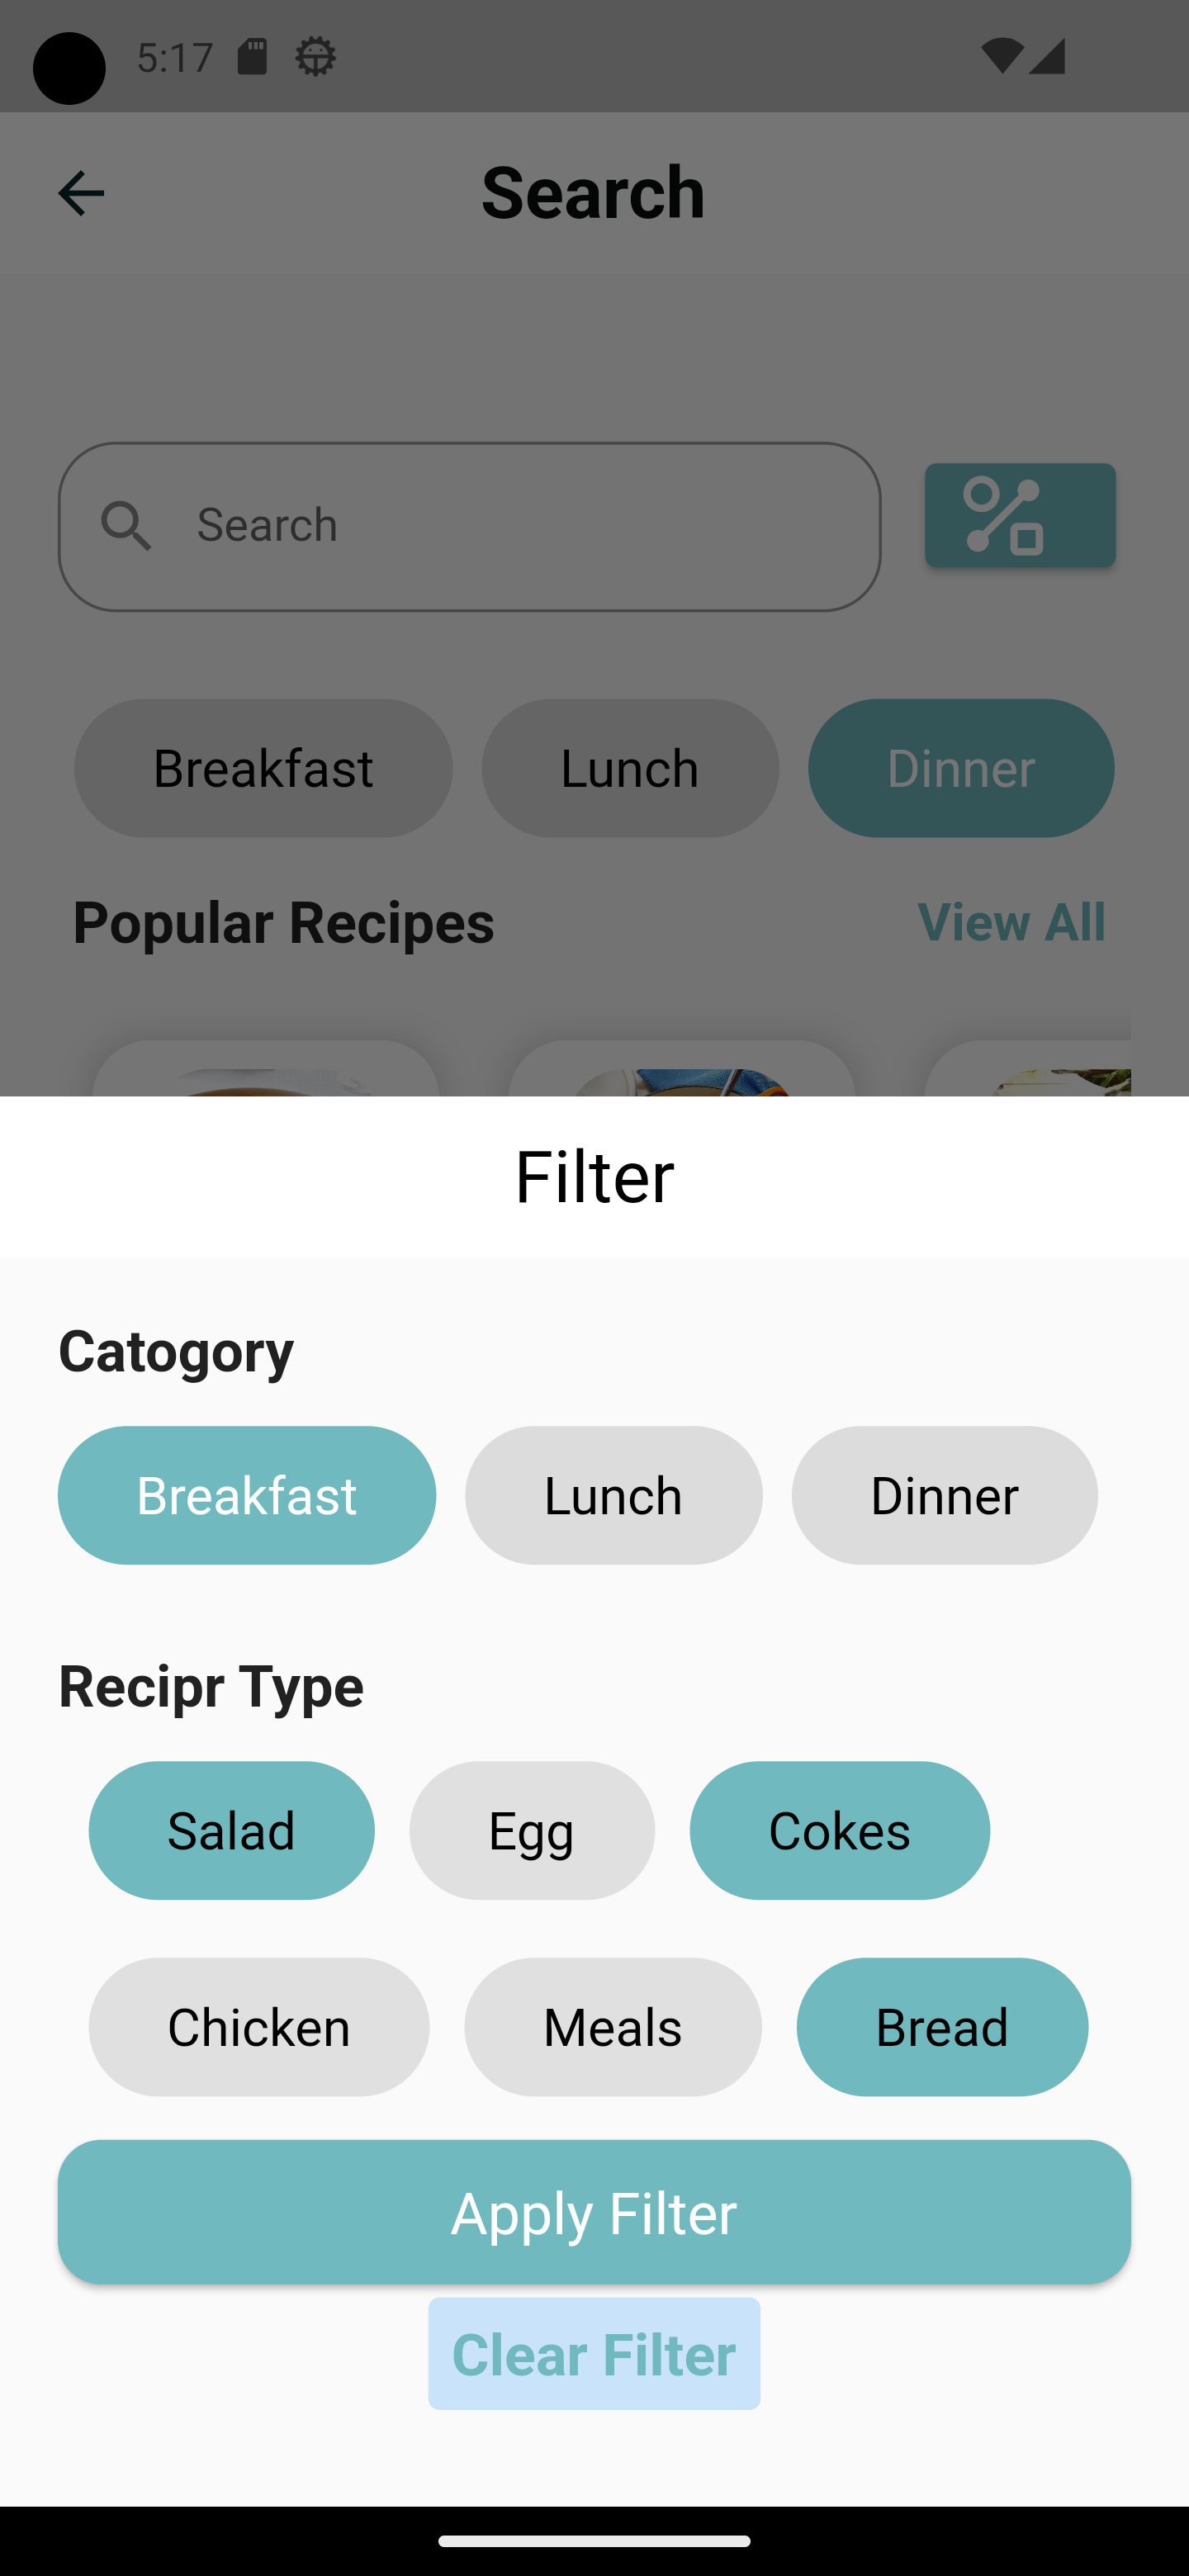 5:17
Search
Search
Breakfast Lunch Dinner
Popular Recipes View All
Filter
Catogory
Breakfast Lunch Dinner
Recipr Type
Salad Egg Cokes
Chicken Meals Bread
Apply Filter
Clear Filter